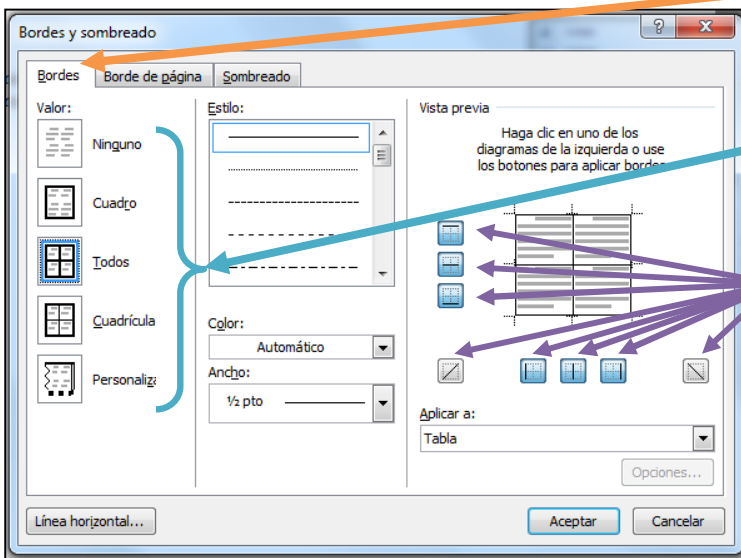 Bordes y sombreado
?
x
Bordes
Borde de página
Sombreado
Valor:
Ninguno
Cuadro
Todos
Cuadrícula
Estilo:
Color:
Automático
Ancho:
½ pto
Vista previa
Haga clic en uno de los
diagramas de la izquierda o use
los botones para aplicar
Aplicar a:
Tabla
Opciones...
Línea horizontal...
Aceptar
Cancelar